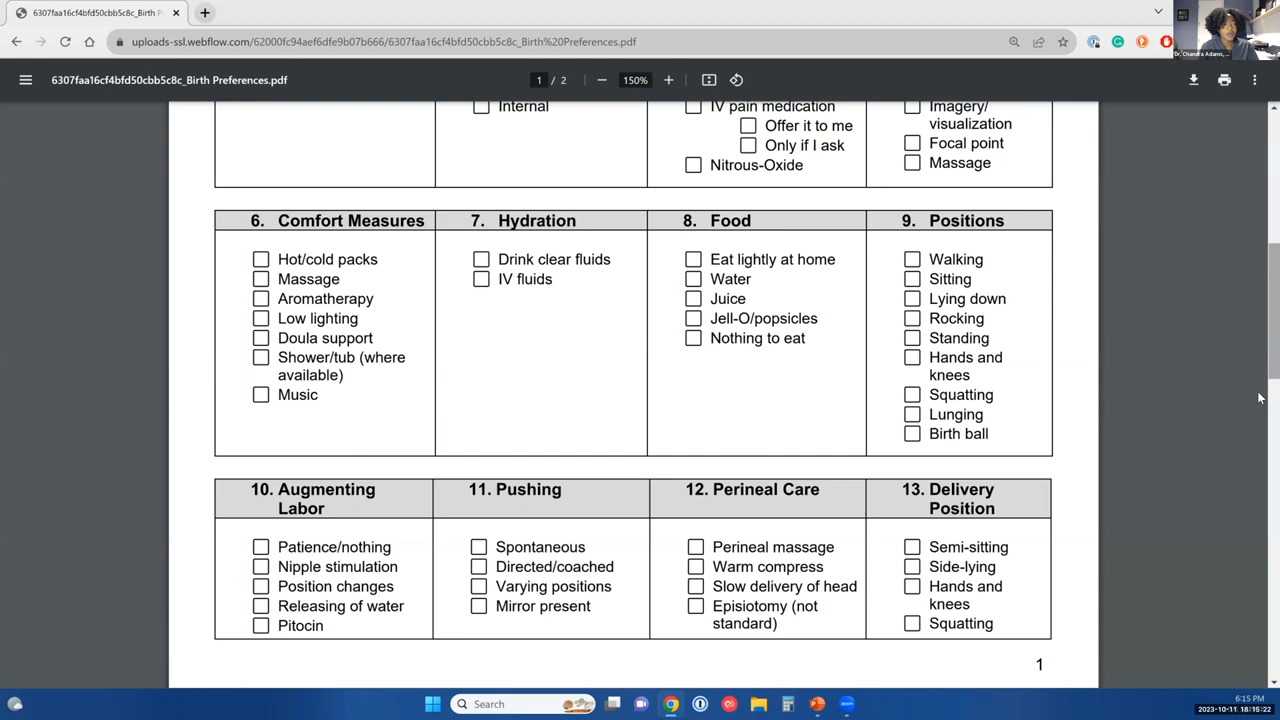 6307faa16cf4bfd50cbb5c8c_Birth P
uploads-ssl.webflow.com/62000fc94aef6dfe9b07b666/6307faa16cf4bfd50cbb5c8c_Birth%20Preferences.pdf
Dr. Chandra Adams,
6307faa16cf4bfd50cbb5c8c_Birth Preferences.pdf
1 / 2
150%
Internal
IV pain medication
Offer it to me
Only if I ask
Nitrous-Oxide
Imagery/
visualization
Focal point
Massage
6. Comfort Measures
Hot/cold packs
Massage
Aromatherapy
Low lighting
Doula support
Shower/tub (where
available)
Music
7. Hydration
Drink clear fluids
IV fluids
8. Food
Eat lightly at home
Water
Juice
Jell-O/popsicles
Nothing to eat
9. Positions
Walking
Sitting
Lying down
Rocking
Standing
Hands and
knees
Squatting
Lunging
Birth ball
10. Augmenting
Labor
Patience/nothing
Nipple stimulation
Position changes
Releasing of water
Pitocin
11. Pushing
Spontaneous
Directed/coached
Varying positions
Mirror present
12. Perineal Care
Perineal massage
Warm compress
Slow delivery of head
Episiotomy (not
standard)
13. Delivery
Position
Semi-sitting
Side-lying
Hands and
knees
Squatting
1
Search
6:15 PM
2023-10-11 18:15:22